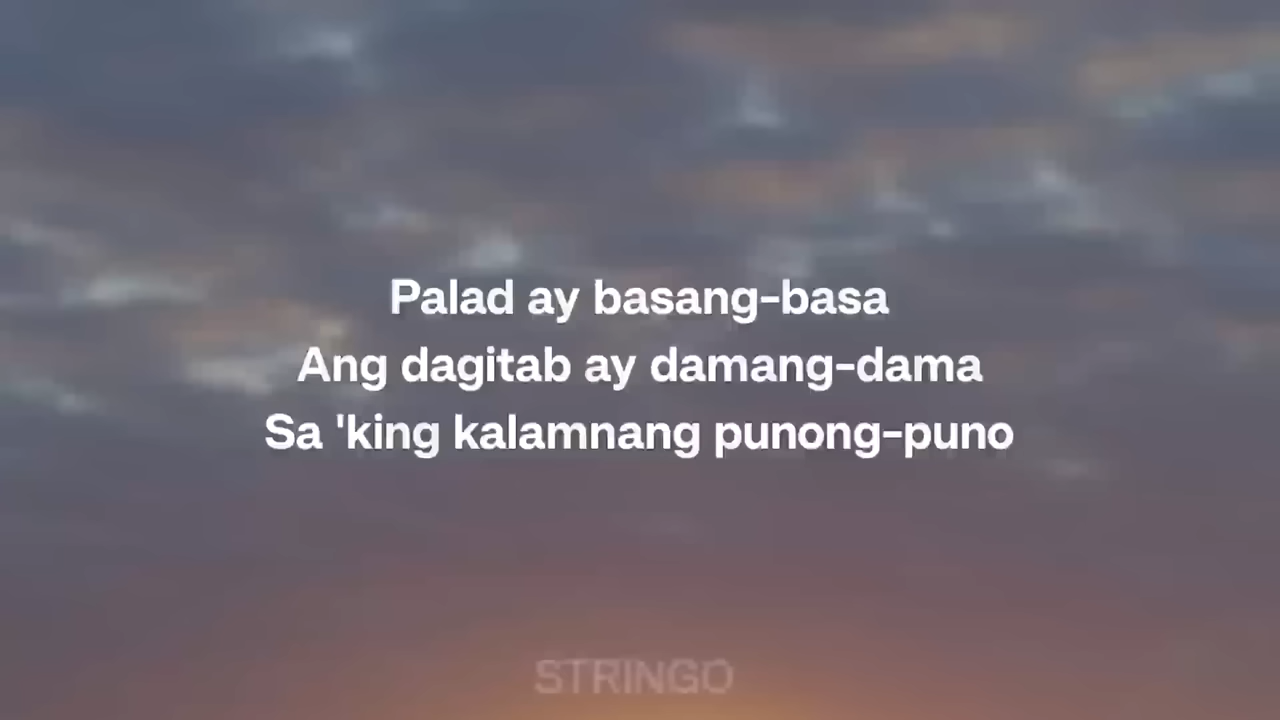 Palad ay basang-basa
Ang dagitab ay damang-dama
Sa 'king kalamnang punong-puno
STRINGO